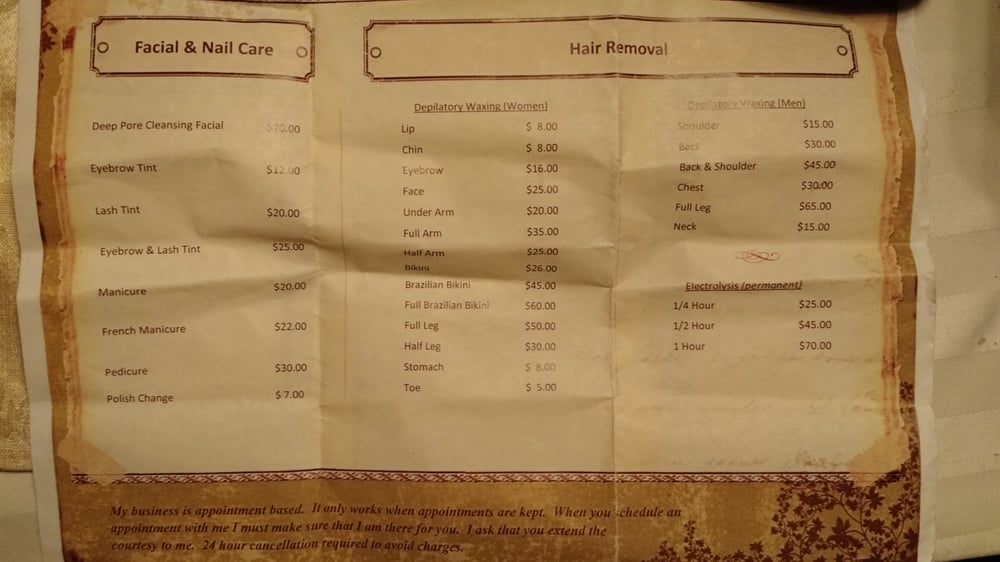 Facial & Nail Care
Deep Pore Cleansing Facial $70.00
Eyebrow Tint $12.00
Lash Tint $20.00
Eyebrow & Lash Tint $25.00
Manicure $20.00
French Manicure $22.00
Pedicure $30.00
Polish Change $ 7.00
Hair Removal
Depilatory Waxing (Women)
Lip $ 8.00
Chin $ 8.00
Eyebrow $16.00
Face $25.00
Under Arm $20.00
Full Arm $35.00
Half Arm $25.00
Bikini $26.00
Brazilian Bikini $45.00
Full Brazilian Bikini $60.00
Full Leg $50.00
Half Leg $30.00
Stomach $ 8.00
Toe $ 5.00
Depilatory Waxing (Men)
Shoulder $15.00
Back $30.00
Back & Shoulder $45.00
Chest $30.00
Full Leg $65.00
Neck $15.00
Electrolysis (permanent)
1/4 Hour $25.00
1/2 Hour $45.00
1 Hour $70.00
My business is appointment based. It only works when appointments are kept. When you schedule an
appointment with me I must make sure that I am there for you. I ask that you extend the
courtesy to me. 24 hour cancellation required to avoid charges.